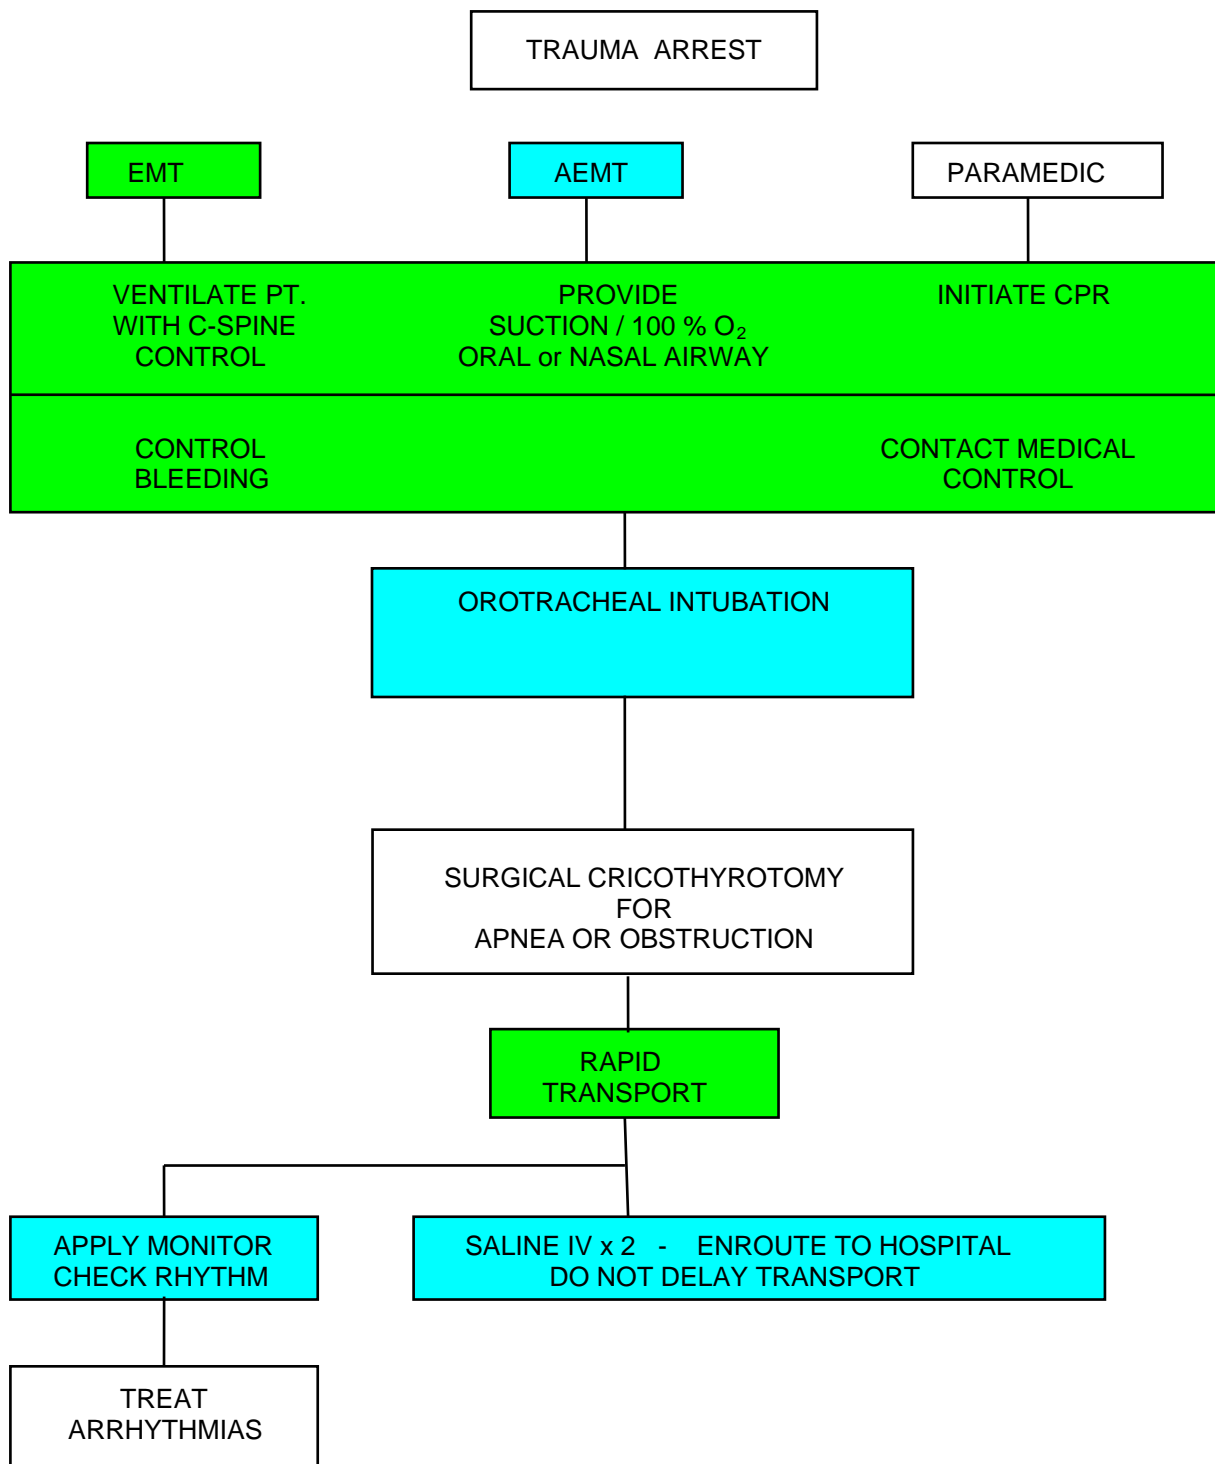 TRAUMA ARREST
EMT
AEMT
PARAMEDIC
VENTILATE PT.
WITH C-SPINE
CONTROL
PROVIDE
SUCTION / 100 % O₂
ORAL or NASAL AIRWAY
INITIATE CPR
CONTROL
BLEEDING
CONTACT MEDICAL
CONTROL
OROTRACHEAL INTUBATION
SURGICAL CRICOTHYROTOMY
FOR
APNEA OR OBSTRUCTION
RAPID
TRANSPORT
APPLY MONITOR
CHECK RHYTHM
SALINE IV x 2 - ENROUTE TO HOSPITAL
DO NOT DELAY TRANSPORT
TREAT
ARRHYTHMIAS